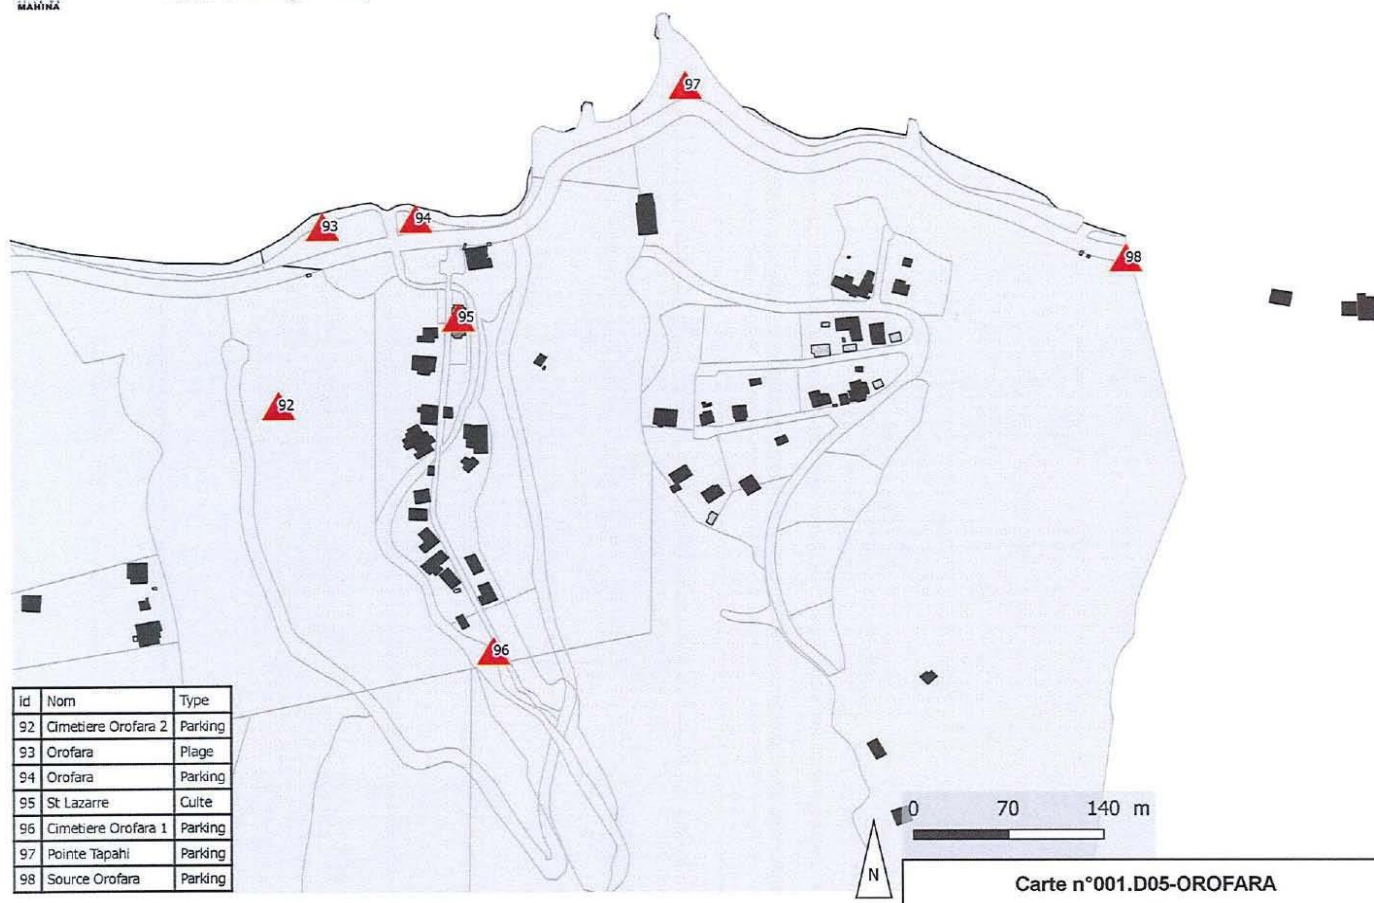 MAHINA
97
94
93
98
95
92
96
id Nom Type
92 Cimetiere Orofara 2 Parking
93 Orofara Plage
94 Orofara Parking
95 St Lazarre Culte
96 Cimetiere Orofara 1 Parking
97 Pointe Tapahi Parking
98 Source Orofara Parking
0 70 140 m
N
Carte n°001.D05-OROFARA